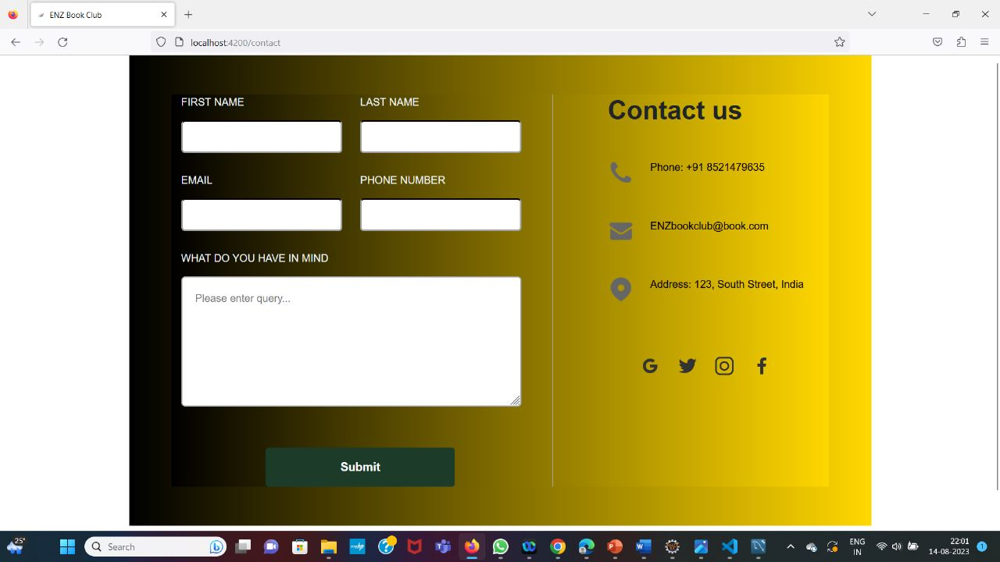 ENZ Book Club
localhost:4200/contact
FIRST NAME
LAST NAME
EMAIL
PHONE NUMBER
WHAT DO YOU HAVE IN MIND
Please enter query...
Submit
Contact us
Phone: +91 8521479635
ENZbookclub@book.com
Address: 123, South Street, India
25°
Search
ENG
IN
22:01
14-08-2023
1